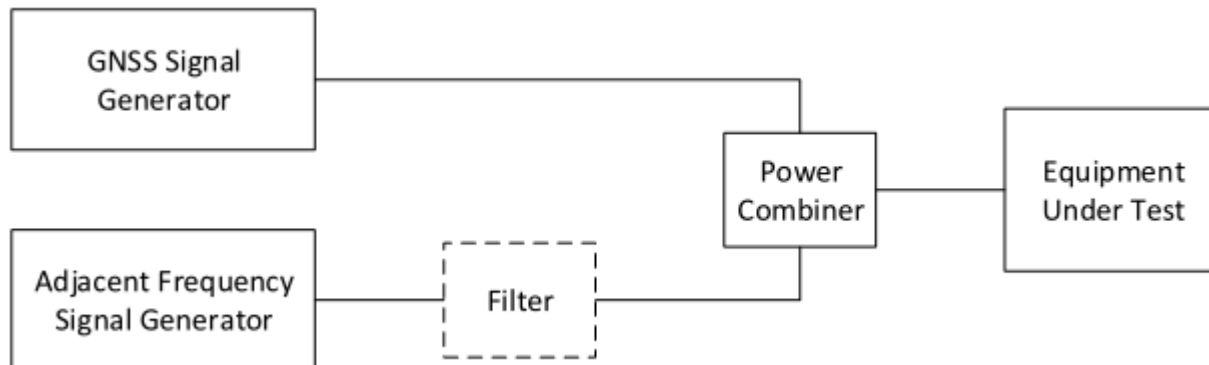 GNSS Signal
Generator
Power
Combiner
Equipment
Under Test
Adjacent Frequency
Signal Generator
Filter